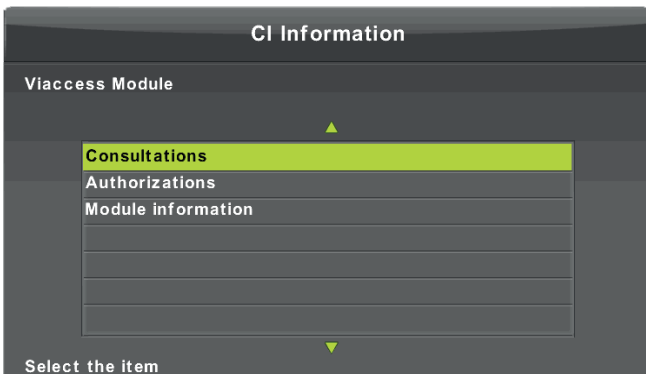 CI Information
Viaccess Module
Consultations
Authorizations
Module information
Select the item